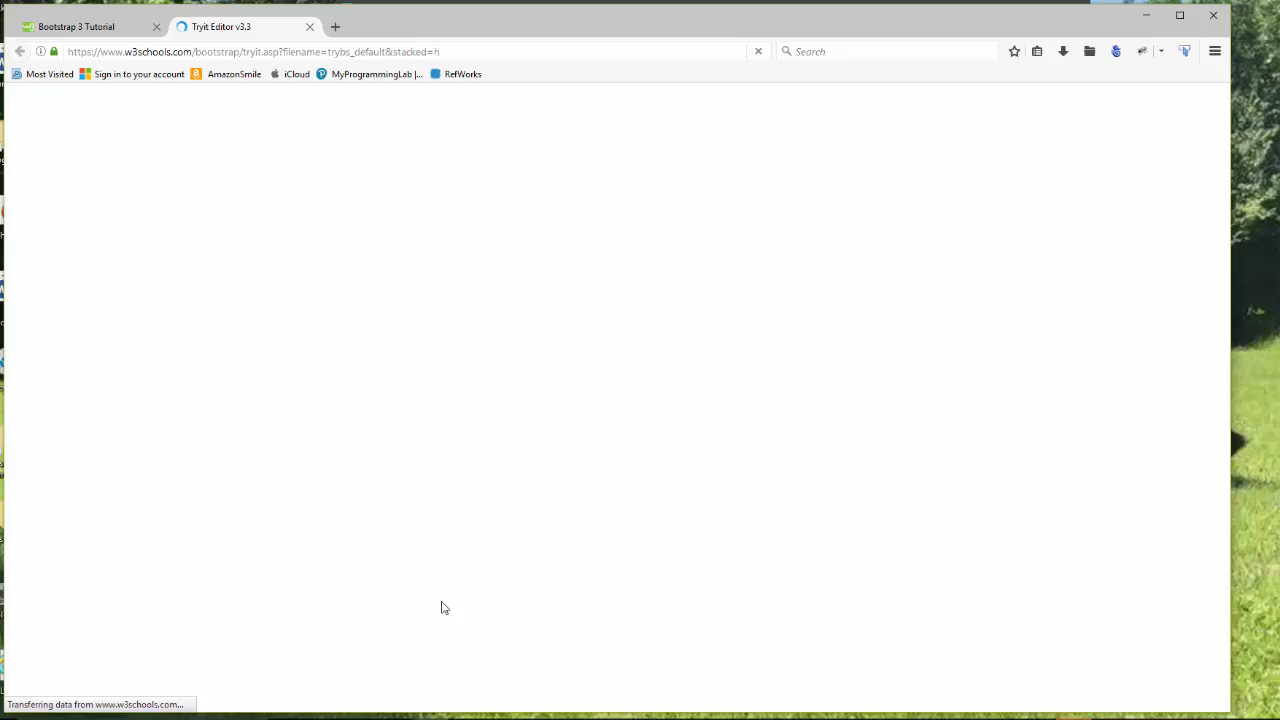 Bootstrap 3 Tutorial
Tryit Editor v3.3
https://www.w3schools.com/bootstrap/tryit.asp?filename=trybs_default&stacked=h
Search
Most Visited
Sign in to your account
AmazonSmile
iCloud
MyProgrammingLab |...
RefWorks
Transferring data from www.w3schools.com...